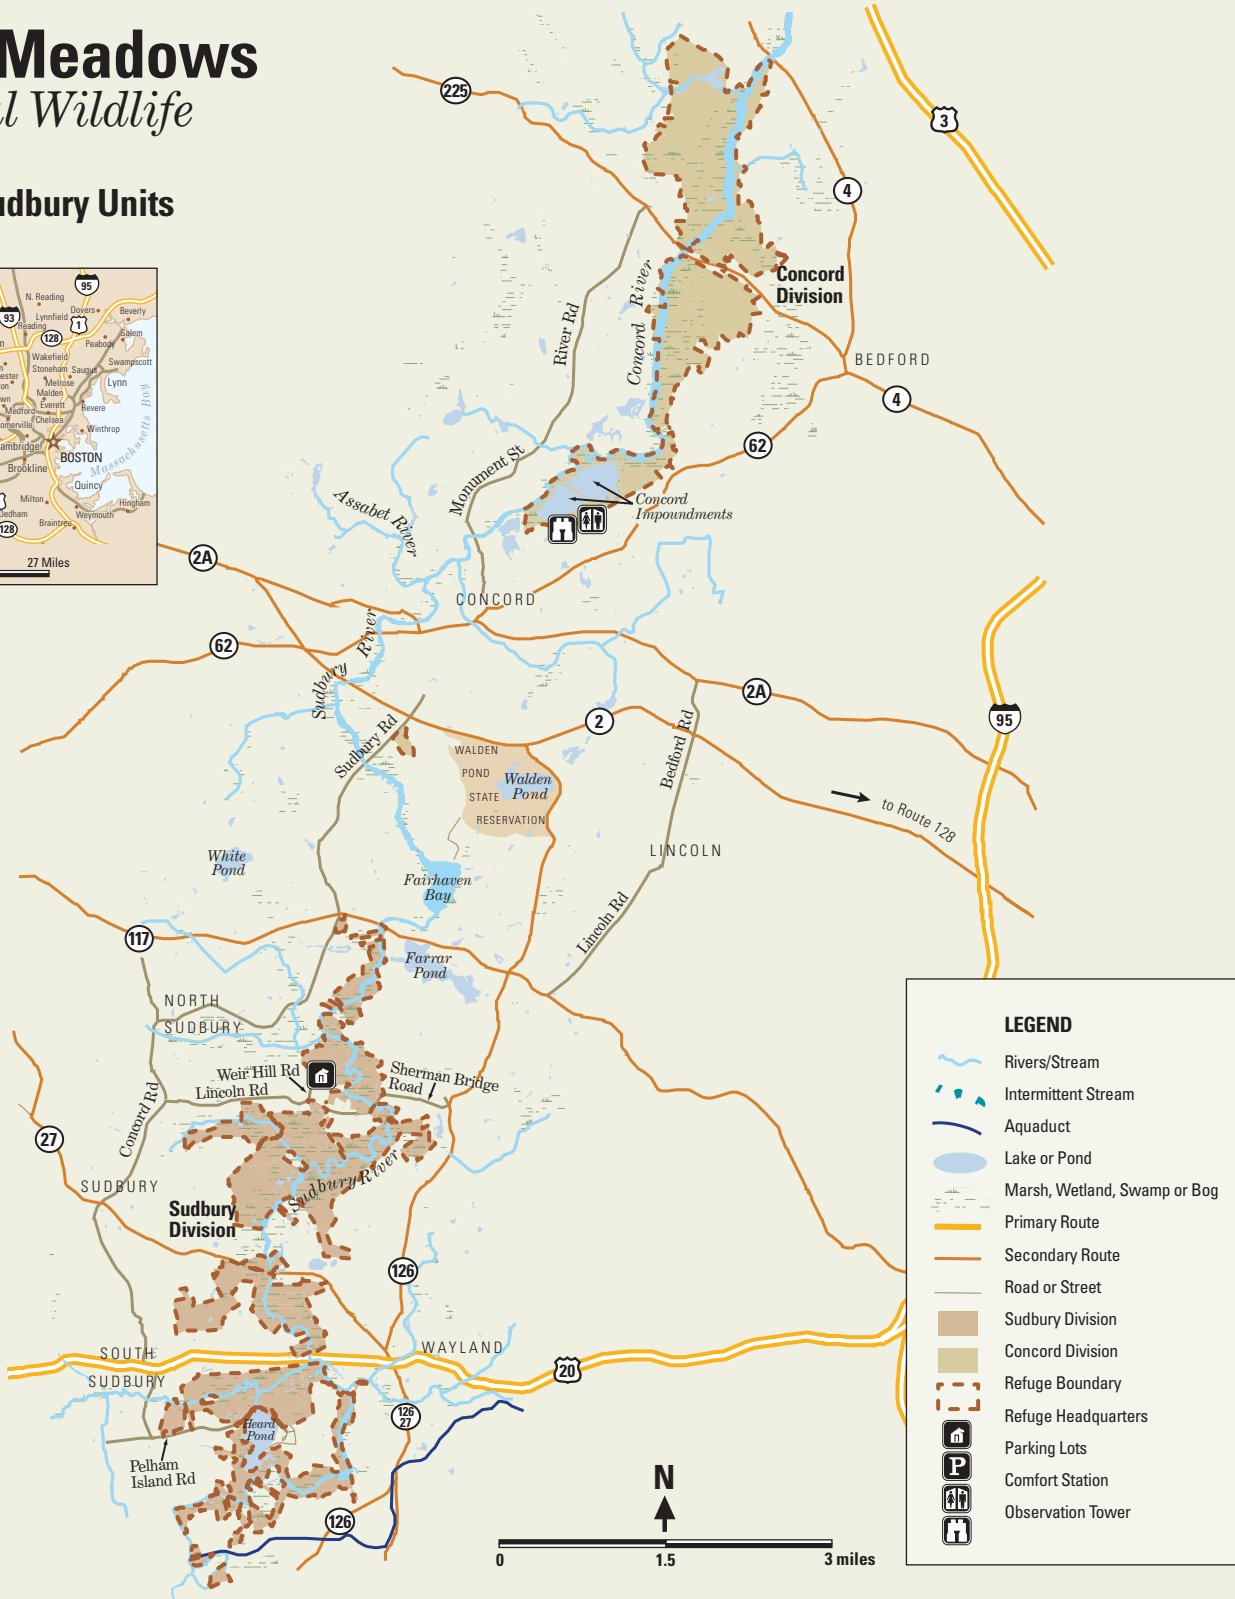 Meadows
l Wildlife
dbury Units
95
N. Reading
93
Lynnfield
Dovers
Beverly
Reading
1
128
Peabody
Salem
Wakefield
Swampscott
Stoneham
Saugus
Melrose
Lynn
Malden
Everett
Revere
Medford
Chelsea
Winthrop
Massachusetts Bay
BOSTON
Brookline
Quincy
Milton
Hingham
Weymouth
Braintree
128
27 Miles
225
3
4
Concord
Division
Concord River
River Rd
BEDFORD
4
62
Monument St
Assabet River
Concord
Impoundments
2A
CONCORD
62
Sudbury River
2A
2
95
Sudbury Rd
Bedford Rd
WALDEN
POND
STATE
RESERVATION
Walden
Pond
to Route 128
LINCOLN
White
Pond
Fairhaven
Bay
Lincoln Rd
117
Farrar
Pond
NORTH
SUDBURY
Weir Hill Rd
Lincoln Rd
Sherman Bridge
Road
Concord Rd
27
SUDBURY
Sudbury River
Sudbury
Division
126
SOUTH
SUDBURY
WAYLAND
20
126
27
Heard
Pond
Pelham
Island Rd
126
N
0
1.5
3 miles
LEGEND
Rivers/Stream
Intermittent Stream
Aquaduct
Lake or Pond
Marsh, Wetland, Swamp or Bog
Primary Route
Secondary Route
Road or Street
Sudbury Division
Concord Division
Refuge Boundary
Refuge Headquarters
Parking Lots
P
Comfort Station
Observation Tower